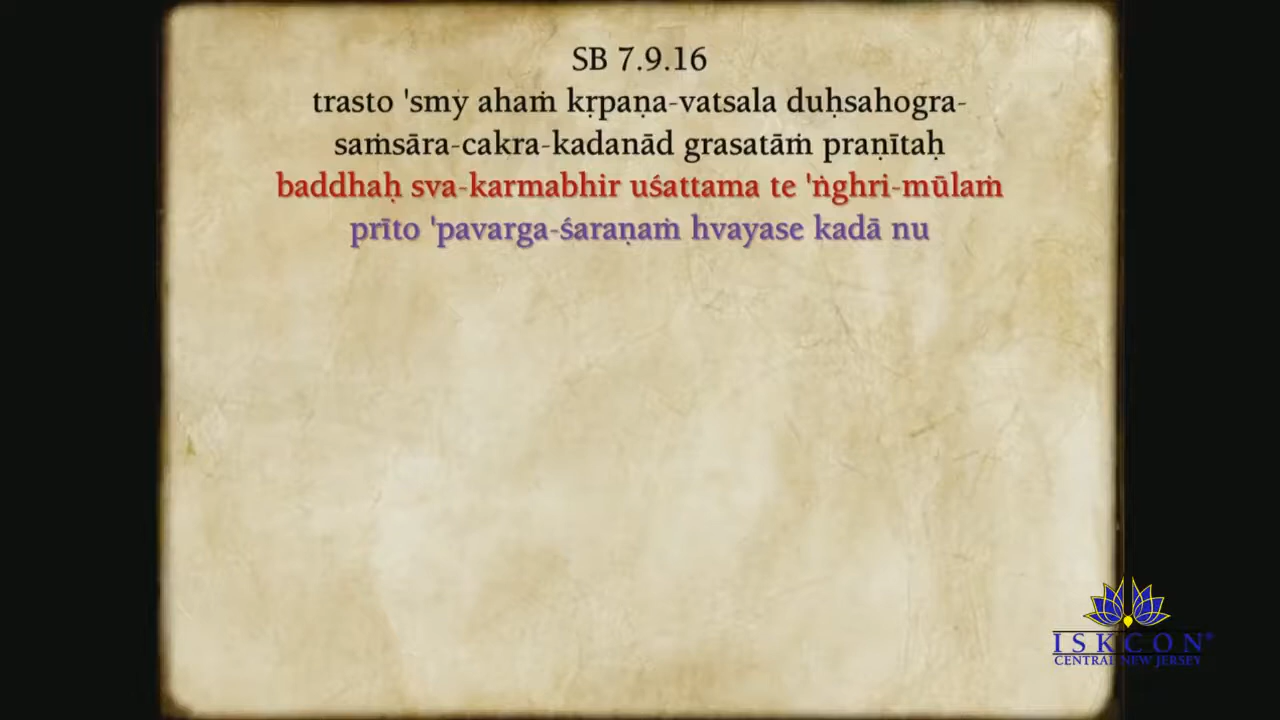 SB 7.9.16
trasto 'smy ahaṁ kṛpaṇa-vatsala duḥsahogra-
saṁsāra-cakra-kadanād grasatāṁ praṇītaḥ
baddhaḥ sva-karmabhir uśattama te 'ṅghri-mūlaṁ
prīto 'pavarga-śaraṇaṁ hvayase kadā nu
ISKCON®
CENTRAL NEW JERSEY